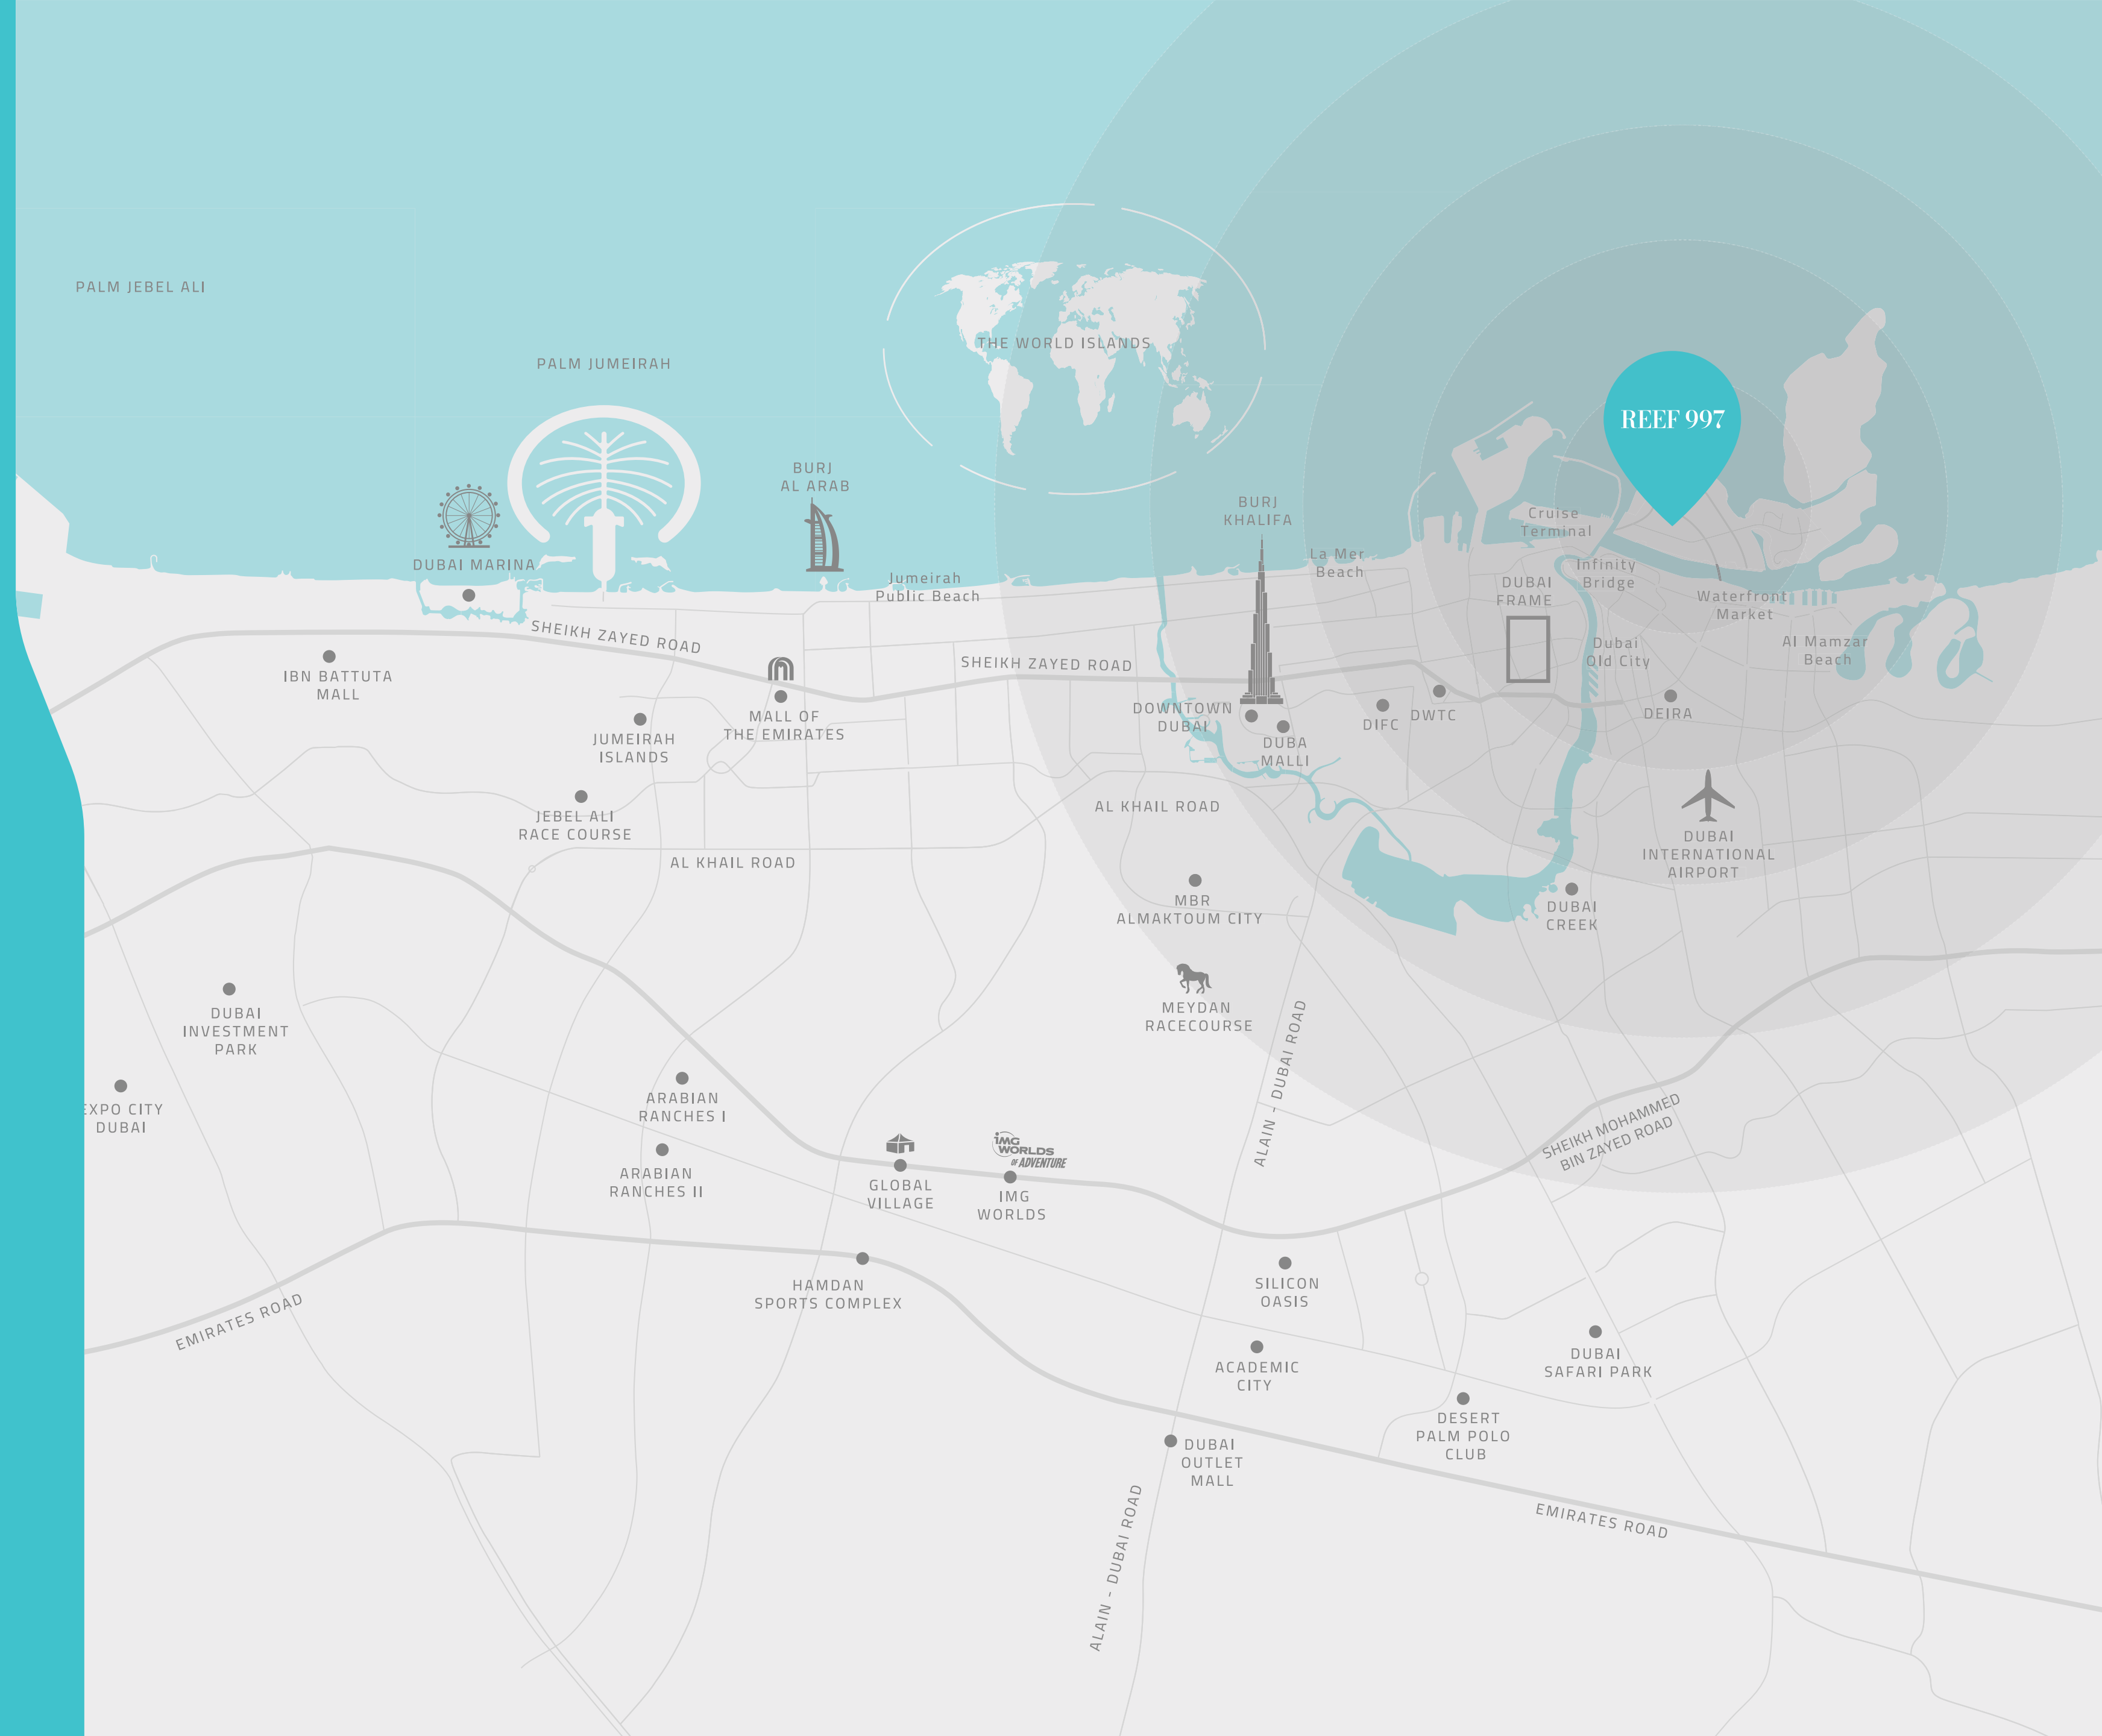 PALM JEBEL ALI
PALM JUMEIRAH
THE WORLD ISLANDS
REEF 997
BURJ
AL ARAB
BURJ
KHALIFA
Cruise
Terminal
DUBAI MARINA
Jumeirah
Public Beach
La Mer
Beach
DUBAI
FRAME
Infinity
Bridge
Waterfront
Market
SHEIKH ZAYED ROAD
SHEIKH ZAYED ROAD
Dubai
Qld City
Al Mamzar
Beach
IBN BATTUTA
MALL
MALL OF
THE EMIRATES
JUMEIRAH
ISLANDS
DOWNTOWN
DUBAI
DUBA
MALLI
DIFC
DWTC
DEIRA
JEBEL ALI
RACE COURSE
AL KHAIL ROAD
AL KHAIL ROAD
DUBAI
INTERNATIONAL
AIRPORT
MBR
ALMAKTOUM CITY
DUBAI
CREEK
MEYDAN
RACECOURSE
DUBAI
INVESTMENT
PARK
EXPO CITY
DUBAI
ARABIAN
RANCHES I
ARABIAN
RANCHES II
ALAIN - DUBAI ROAD
SHEIKH MOHAMMED
BIN ZAYED ROAD
IMG
WORLDS
OF ADVENTURE
GLOBAL
VILLAGE
IMG
WORLDS
HAMDAN
SPORTS COMPLEX
EMIRATES ROAD
SILICON
OASIS
ACADEMIC
CITY
DUBAI
SAFARI PARK
DESERT
PALM POLO
CLUB
DUBAI
OUTLET
MALL
EMIRATES ROAD
ALAIN - DUBAI ROAD